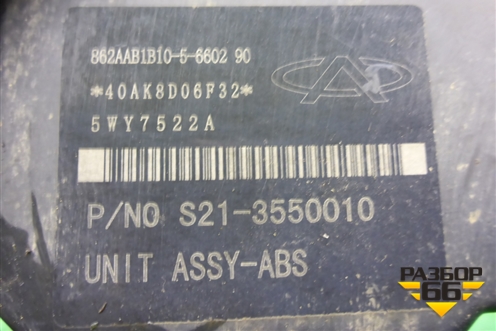 862AAB1B10-5-6602 90
*40AK8D06F32*
5WY7522A
P/NO S21-3550010
UNIT ASSY-ABS
РАЗБОР
66